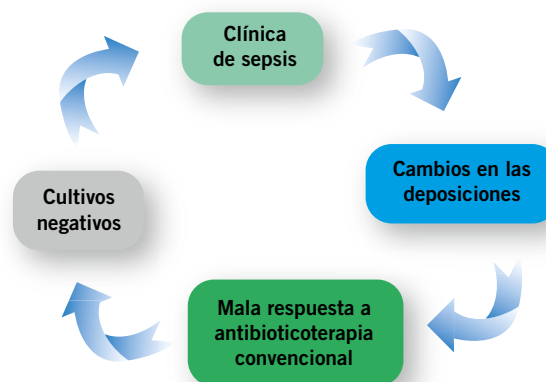 Clínica
de sepsis
Cambios en las
deposiciones
Mala respuesta a
antibioticoterapia
convencional
Cultivos
negativos